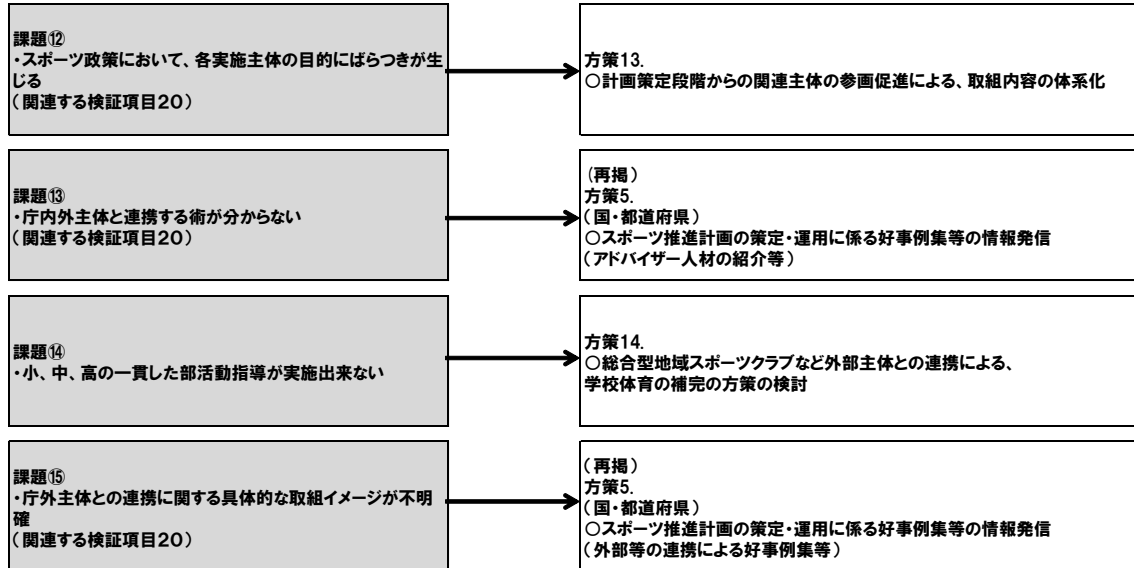 課題⑫
・スポーツ政策において、各実施主体の目的にばらつきが生
じる
（関連する検証項目２０）
方策13.
○計画策定段階からの関連主体の参画促進による、取組内容の体系化
課題⑬
・庁内外主体と連携する術が分からない
（関連する検証項目２０）
（再掲）
方策5.
（国・都道府県）
○スポーツ推進計画の策定・運用に係る好事例集等の情報発信
（アドバイザー人材の紹介等）
課題⑭
・小、中、高の一貫した部活動指導が実施出来ない
方策14.
○総合型地域スポーツクラブなど外部主体との連携による、
学校体育の補完の方策の検討
課題⑮
・庁外主体との連携に関する具体的な取組イメージが不明
確
（関連する検証項目２０）
（再掲）
方策5.
（国・都道府県）
○スポーツ推進計画の策定・運用に係る好事例集等の情報発信
（外部等の連携による好事例集等）